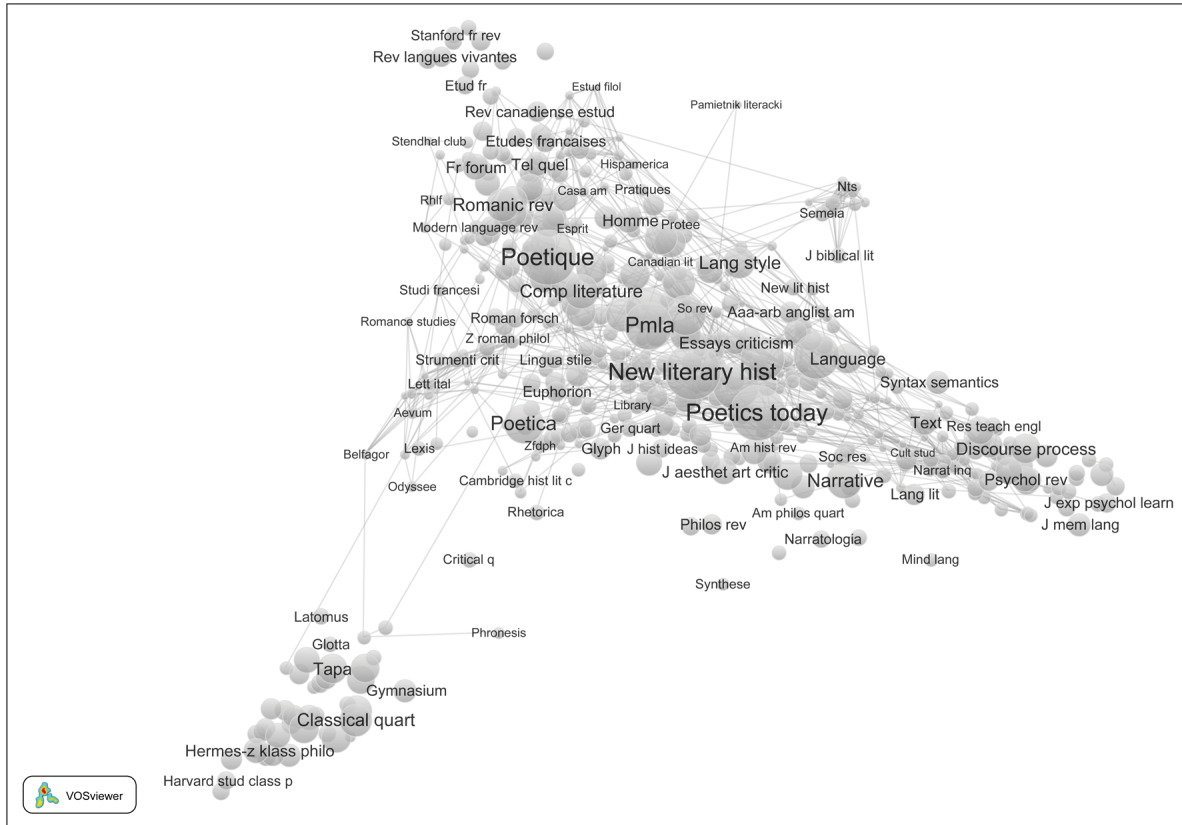 Stanford fr rev
Rev langues vivantes
Etud fr
Estud filol
Pamietnik literacki
Rev canadiense estud
Stendhal club
Etudes francaises
Hispamerica
Fr forum
Tel quel
Casa am
Pratiques
Nts
Rhlf
Romanic rev
Semeia
Modern language rev
Esprit
Homme
Protee
Poetique
Canadian lit
Lang style
J biblical lit
Studi francesi
Comp literature
New lit hist
Romance studies
Roman forsch
So rev
Aaa-arb anglist am
Pmla
Z roman philol
Essays criticism
Strumenti crit
Lingua stile
Language
New literary hist
Lett ital
Euphorion
Syntax semantics
Library
Aevum
Poetics today
Poetica
Ger quart
Text
Res teach engl
Belfagor
Lexis
Zfdph
Glyph
J hist ideas
Am hist rev
Soc res
Cult stud
Discourse process
Odyssee
Cambridge hist lit c
J aesthet art critic
Narrative
Narrat inq
Psychol rev
Lang lit
J exp psychol learn
Rhetorica
Philos rev
Am philos quart
J mem lang
Narratologia
Critical q
Mind lang
Synthese
Latomus
Phronesis
Glotta
Tapa
Gymnasium
Classical quart
Hermes-z klass philo
Harvard stud class p
VOSviewer